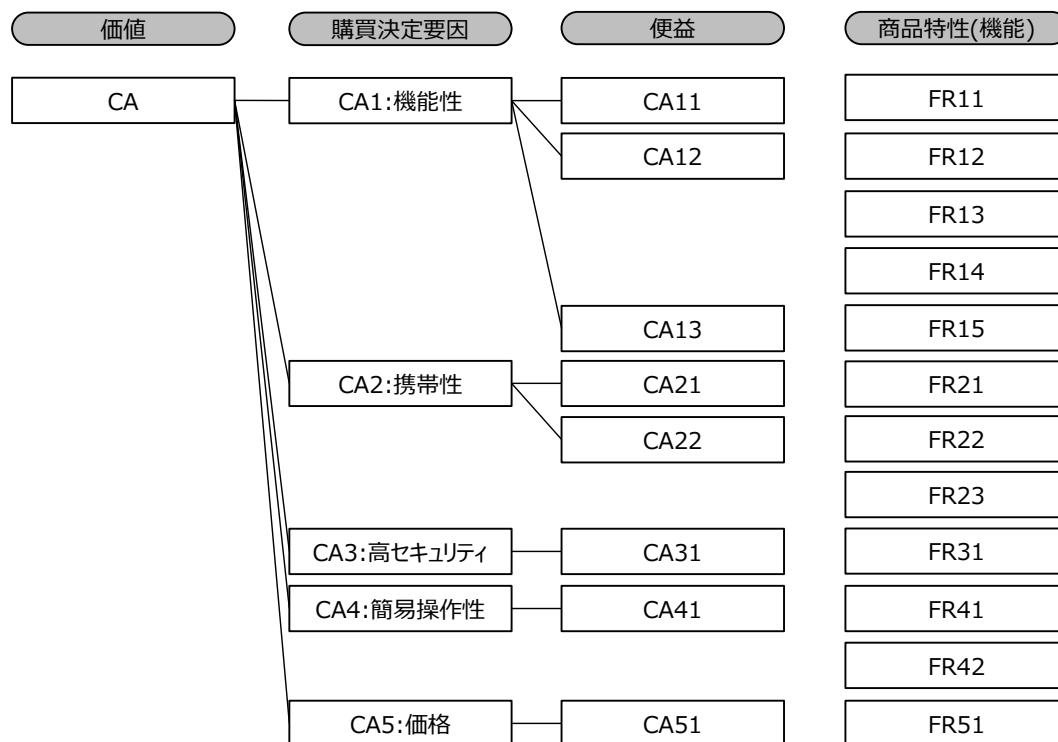 価値 購買決定要因 便益 商品特性(機能)
CA CA1:機能性 CA11 FR11
CA12 FR12
FR13
FR14
CA13 FR15
CA2:携帯性 CA21 FR21
CA22 FR22
FR23
CA3:高セキュリティ CA31 FR31
CA4:簡易操作性 CA41 FR41
FR42
CA5:価格 CA51 FR51